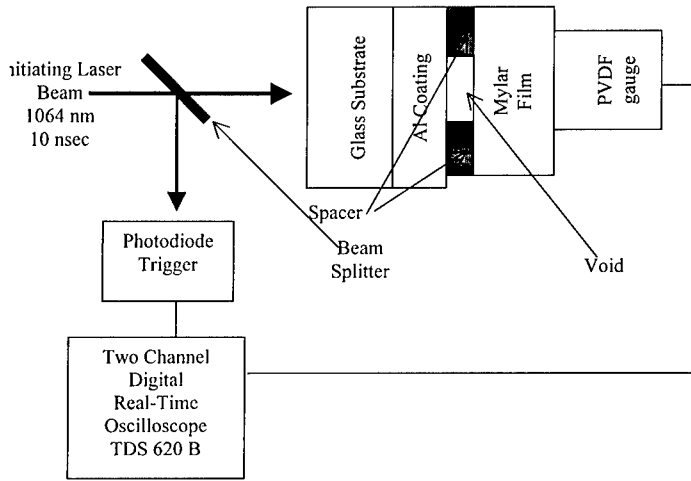 nitiating Laser
Beam
1064 nm
10 nsec
Glass Substrate
Al Coating
Mylar
Film
PVDF
gauge
Spacer
Beam
Splitter
Void
Photodiode
Trigger
Two Channel
Digital
Real-Time
Oscilloscope
TDS 620 B